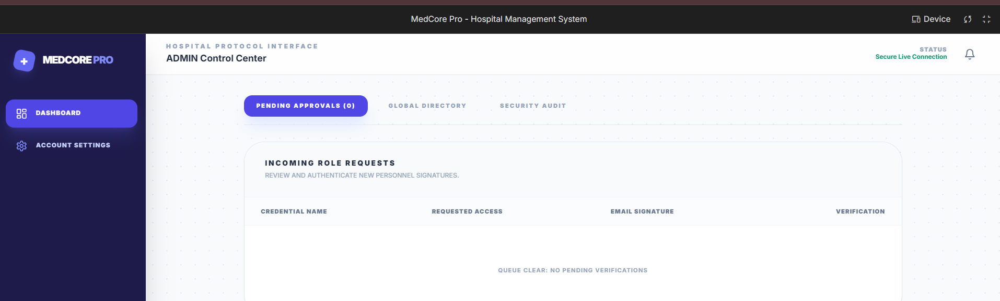 MedCore Pro - Hospital Management System
Device
MEDCORE PRO
HOSPITAL PROTOCOL INTERFACE
ADMIN Control Center
STATUS
Secure Live Connection
DASHBOARD
ACCOUNT SETTINGS
PENDING APPROVALS (0)
GLOBAL DIRECTORY
SECURITY AUDIT
INCOMING ROLE REQUESTS
REVIEW AND AUTHENTICATE NEW PERSONNEL SIGNATURES.
CREDENTIAL NAME
REQUESTED ACCESS
EMAIL SIGNATURE
VERIFICATION
QUEUE CLEAR: NO PENDING VERIFICATIONS